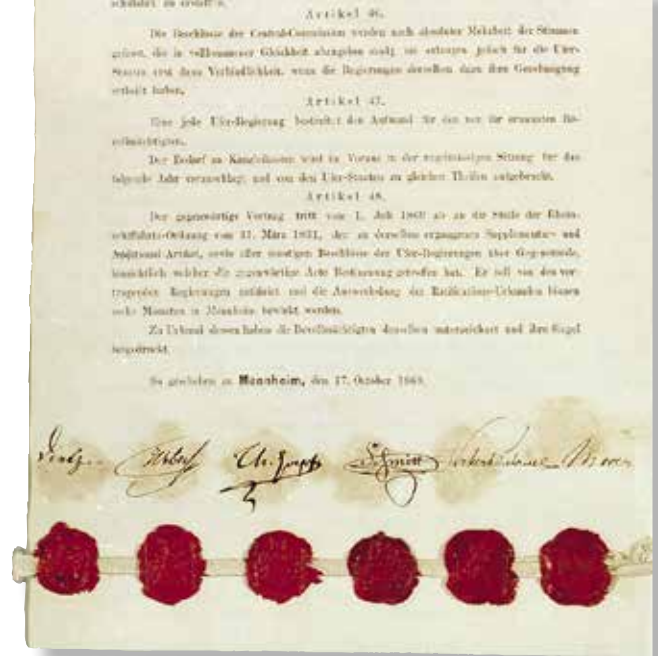 Artikel 46.
Die Beschlüsse der Central-Commission werden nach absoluter Mehrheit der Stimmen
gefasst, die in vollkommener Gleichheit abzugeben sind; sie erlangen jedoch für die Ufer-
Staaten erst dann Verbindlichkeit, wenn die Regierungen derselben dazu ihre Genehmigung
ertheilt haben.
Artikel 47.
Eine jede Ufer-Regierung bestreitet den Aufwand für den von ihr ernannten Be-
vollmächtigten.
Der Bedarf an Kanzleikosten wird im Voraus in der regelmässigen Sitzung für das
folgende Jahr veranschlagt und von den Ufer-Staaten zu gleichen Theilen aufgebracht.
Artikel 48.
Der gegenwärtige Vertrag tritt vom 1. Juli 1869 ab an die Stelle der Rhein-
schifffahrts-Ordnung vom 31. März 1831, der zu derselben ergangenen Supplementar- und
Additional-Artikel, sowie aller sonstigen Beschlüsse der Ufer-Regierungen über Gegenstände,
hinsichtlich welcher die gegenwärtige Acte Bestimmung getroffen hat. Er soll von den ver-
tragenden Regierungen ratificirt und die Auswechslung der Ratifications-Urkunden binnen
sechs Monaten in Mannheim bewirkt werden.
Zu Urkund dessen haben die Bevollmächtigten denselben unterzeichnet und ihre Siegel
beigedrückt.
So geschehen zu Mannheim, den 17. October 1868.
Schmitt